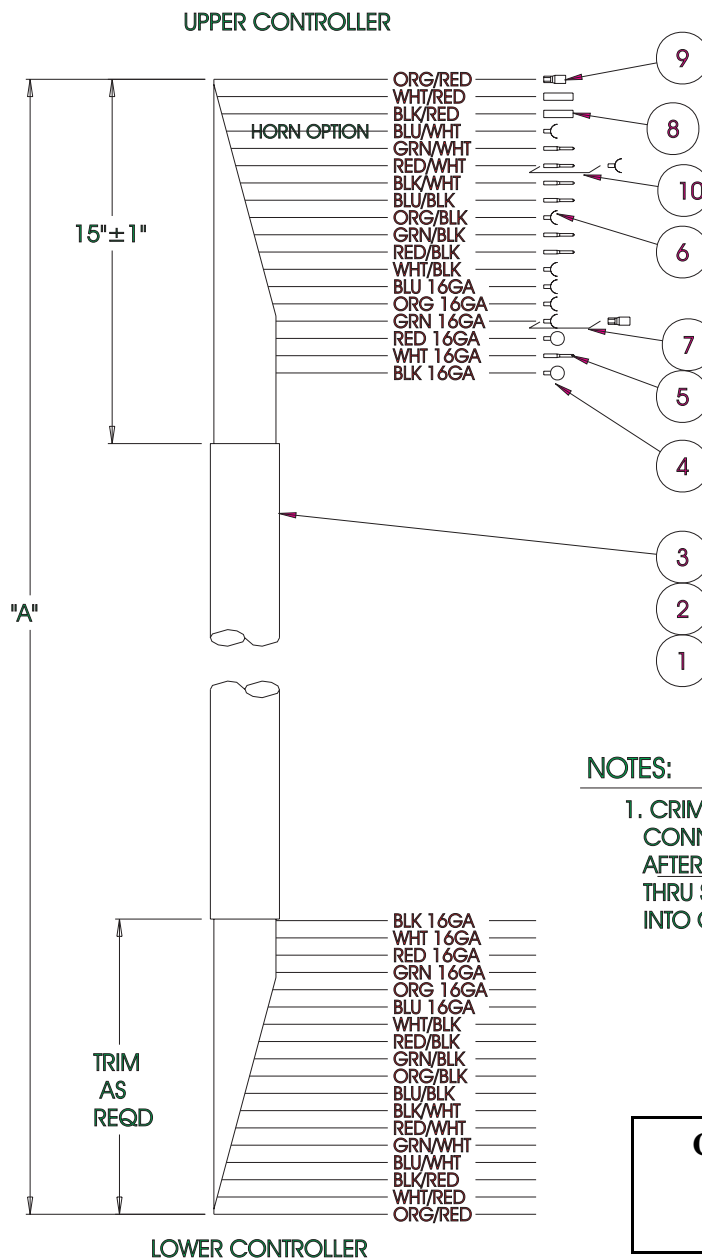 UPPER CONTROLLER
ORG/RED
WHT/RED
BLK/RED
HORN OPTION BLU/WHT
GRN/WHT
RED/WHT
BLK/WHT
BLU/BLK
ORG/BLK
GRN/BLK
RED/BLK
WHT/BLK
BLU 16GA
ORG 16GA
GRN 16GA
RED 16GA
WHT 16GA
BLK 16GA
9
8
10
6
7
5
4
3
2
1
15"±1"
"A"
NOTES:
1. CRIM
CONN
AFTER
THRU S
INTO
BLK 16GA
WHT 16GA
RED 16GA
GRN 16GA
ORG 16GA
BLU 16GA
WHT/BLK
RED/BLK
GRN/BLK
ORG/BLK
BLU/BLK
BLK/WHT
RED/WHT
GRN/WHT
BLU/WHT
BLK/RED
WHT/RED
ORG/RED
TRIM
AS
REQD
LOWER CONTROLLER